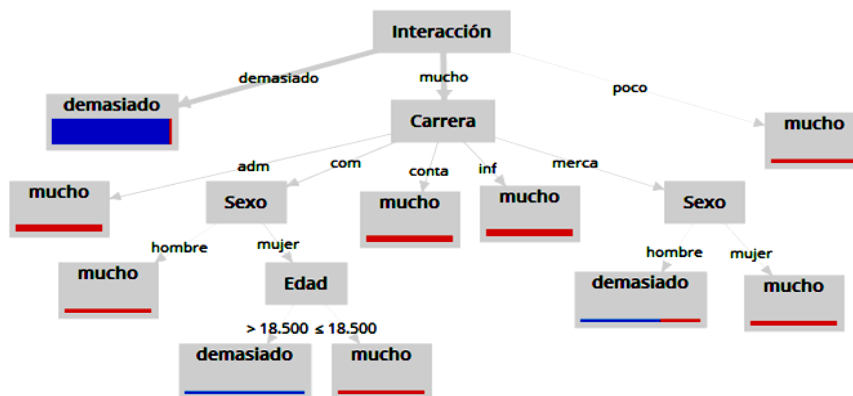 Interacción
demasiado
mucho
poco
demasiado
Carrera
mucho
adm
com
conta
inf
merca
mucho
Sexo
mucho
mucho
Sexo
hombre
mujer
hombre
mujer
mucho
Edad
demasiado
mucho
> 18.500 ≤ 18.500
demasiado
mucho